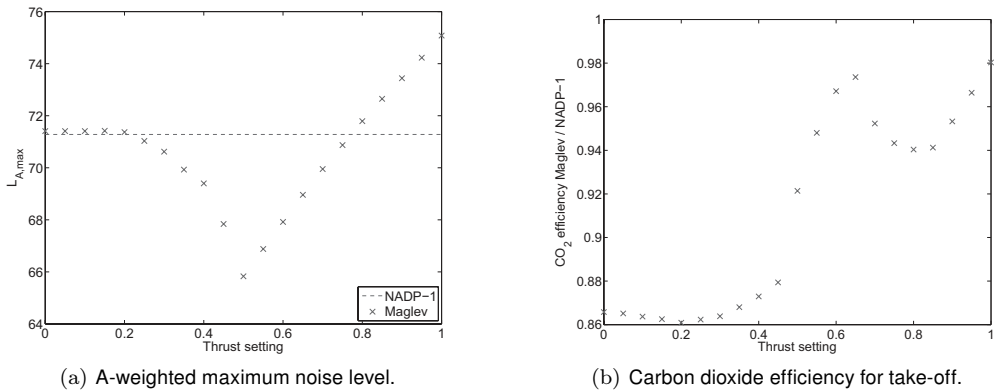 76
74
72
70
68
66
64
L_A,max
0 0.2 0.4 0.6 0.8 1
Thrust setting
NADP−1
Maglev
(a) A-weighted maximum noise level.
1
0.98
0.96
0.94
0.92
0.9
0.88
0.86
CO_2 efficiency Maglev / NADP−1
0 0.2 0.4 0.6 0.8 1
Thrust setting
(b) Carbon dioxide efficiency for take-off.